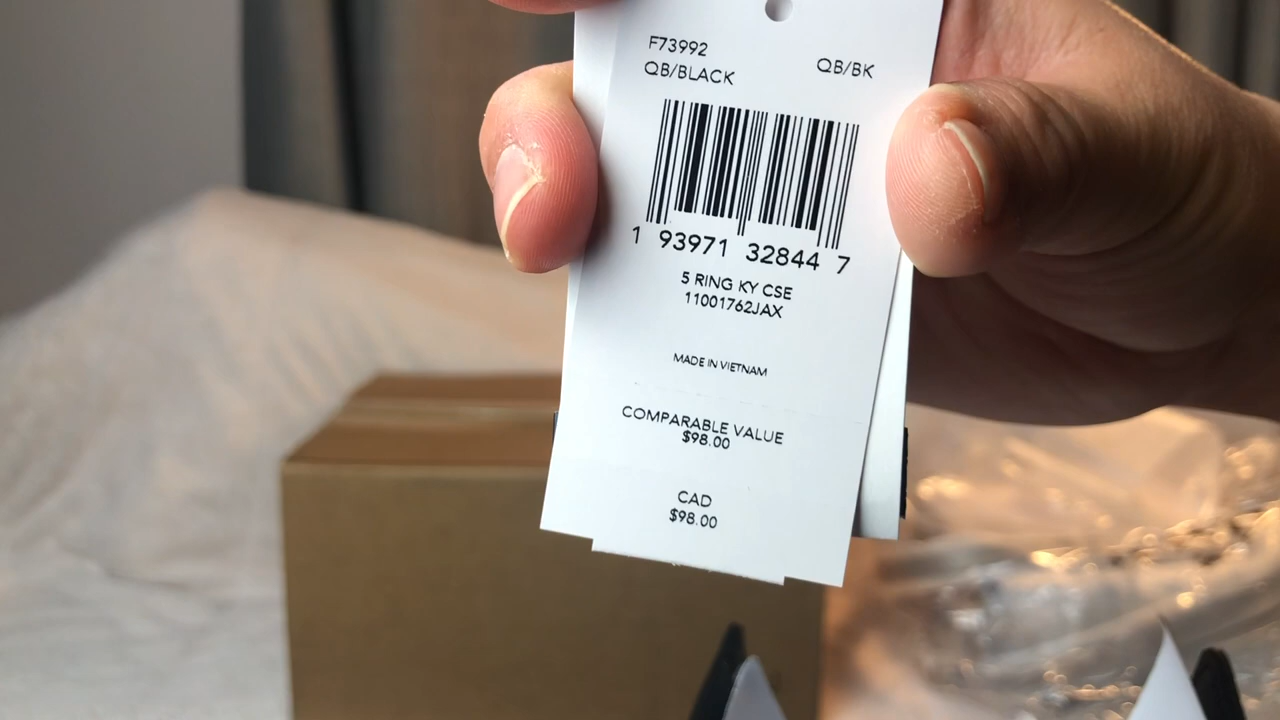 F73992
QB/BLACK QB/BK
1 93971 32844 7
5 RING KY CSE
11001762JAX
MADE IN VIETNAM
COMPARABLE VALUE
$98.00
CAD
$98.00